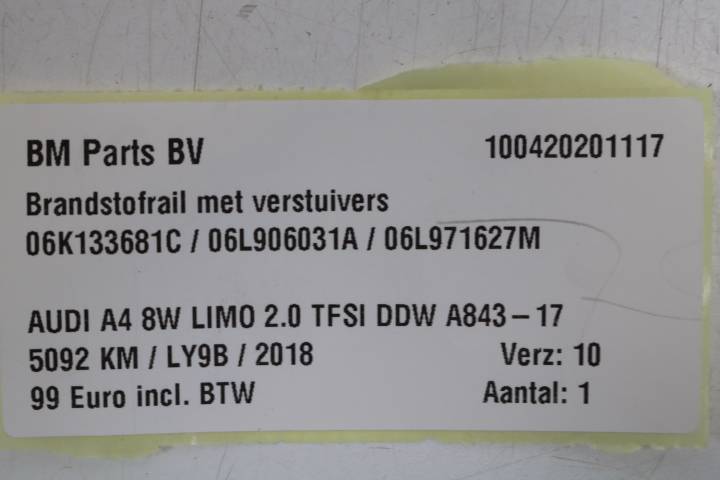 BM Parts BV 100420201117
Brandstofrail met verstuivers
06K133681C / 06L906031A / 06L971627M
AUDI A4 8W LIMO 2.0 TFSI DDW A843-17
5092 KM / LY9B / 2018 Verz: 10
99 Euro incl. BTW Aantal: 1